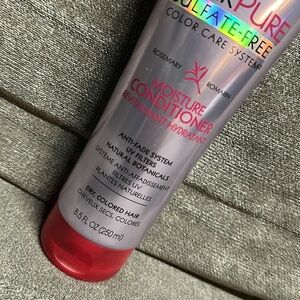 PURE
SULFATE-FREE
COLOR CARE SYSTEM
ROSEMARY ROMARIN
MOISTURE
CONDITIONER
REVITALISANT HYDRATANT
ANTI-FADE SYSTEM
UV FILTERS
NATURAL BOTANICALS
SYSTÈME ANTI-AFFADISSEMENT
FILTRES UV
PLANTES NATURELLES
DRY, COLORED HAIR
CHEVEUX SECS, COLORÉS
8.5 FL OZ (250 ml)